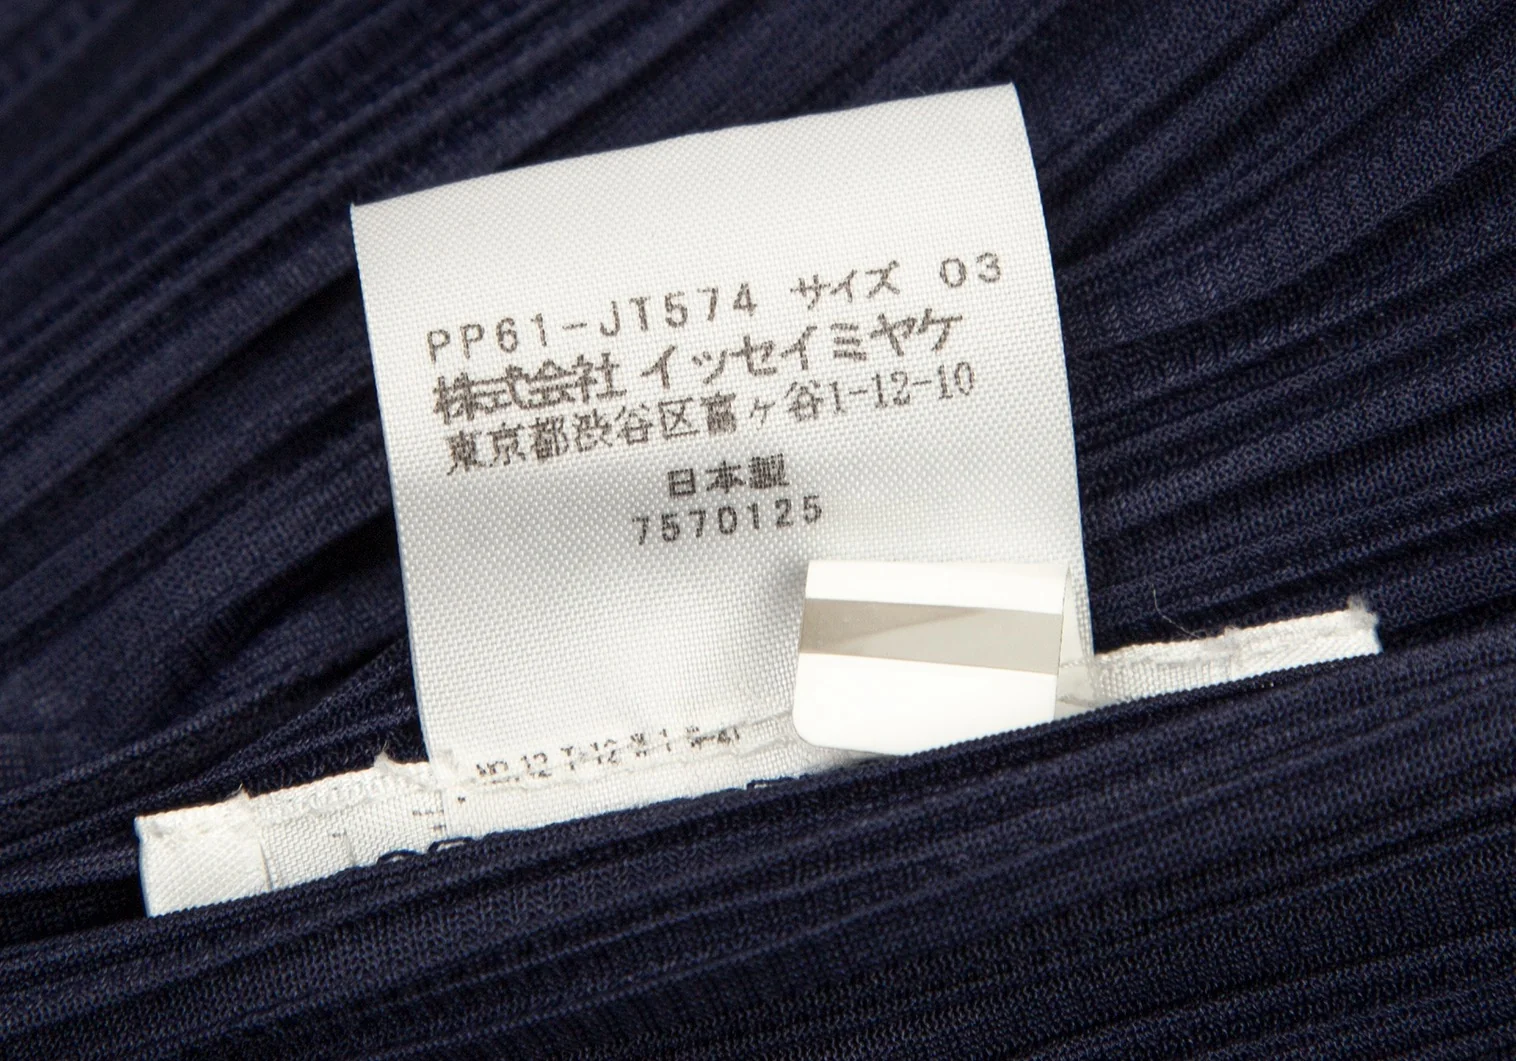 PP61-JT574 サイズ 03
株式会社 イッセイミヤケ
東京都渋谷区富ヶ谷1-12-10
日本製
7570125